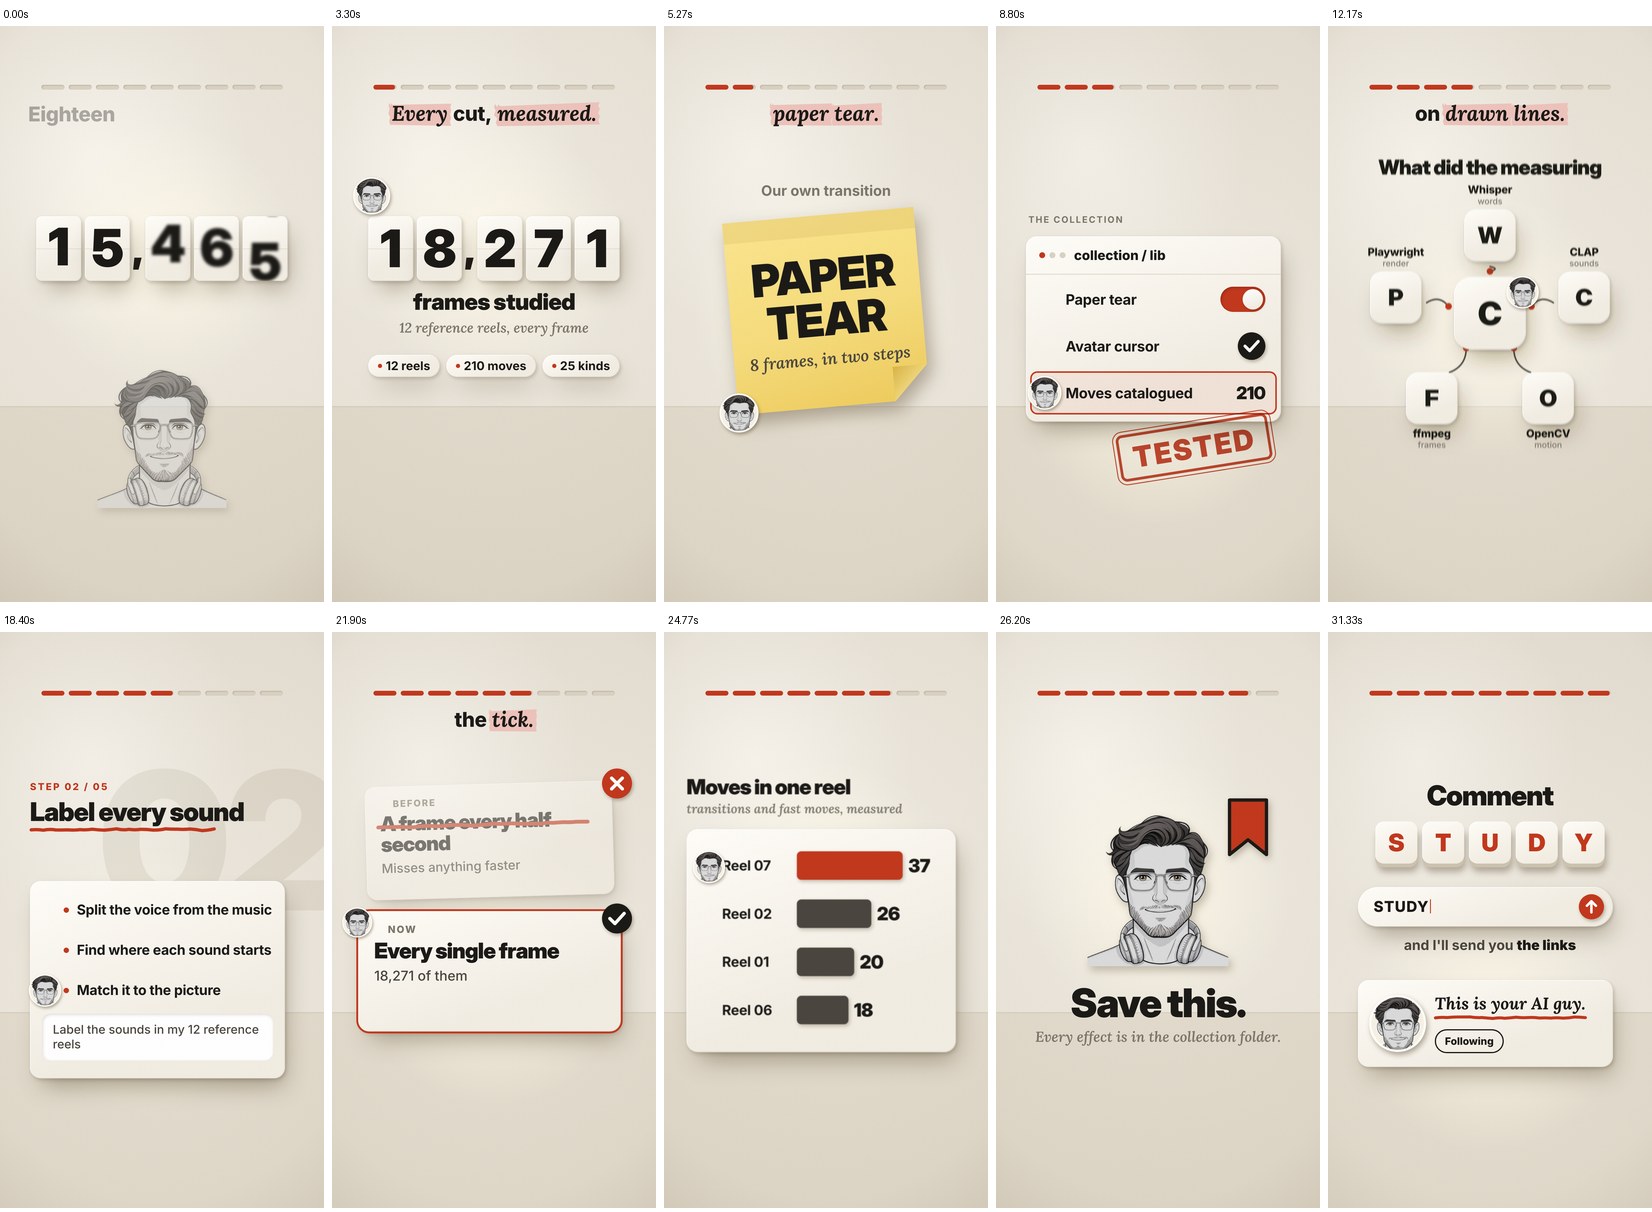 0.00s
Eighteen
15,465
3.30s
Every cut, measured.
18,271
frames studied
12 reference reels, every frame
12 reels
210 moves
25 kinds
5.27s
paper tear.
Our own transition
PAPER
TEAR
8 frames, in two steps
8.80s
THE COLLECTION
collection / lib
Paper tear
Avatar cursor
Moves catalogued 210
TESTED
12.17s
on drawn lines.
What did the measuring
Whisper
words
W
Playwright
render
P
CLAP
sounds
C
C
F
ffmpeg
frames
O
OpenCV
motion
18.40s
02
STEP 02 / 05
Label every sound
Split the voice from the music
Find where each sound starts
Match it to the picture
Label the sounds in my 12 reference
reels
21.90s
the tick.
BEFORE
A frame every half
second
Misses anything faster
NOW
Every single frame
18,271 of them
24.77s
Moves in one reel
transitions and fast moves, measured
Reel 07 37
Reel 02 26
Reel 01 20
Reel 06 18
26.20s
Save this.
Every effect is in the collection folder.
31.33s
Comment
STUDY
STUDY
and I'll send you the links
This is your AI guy.
Following